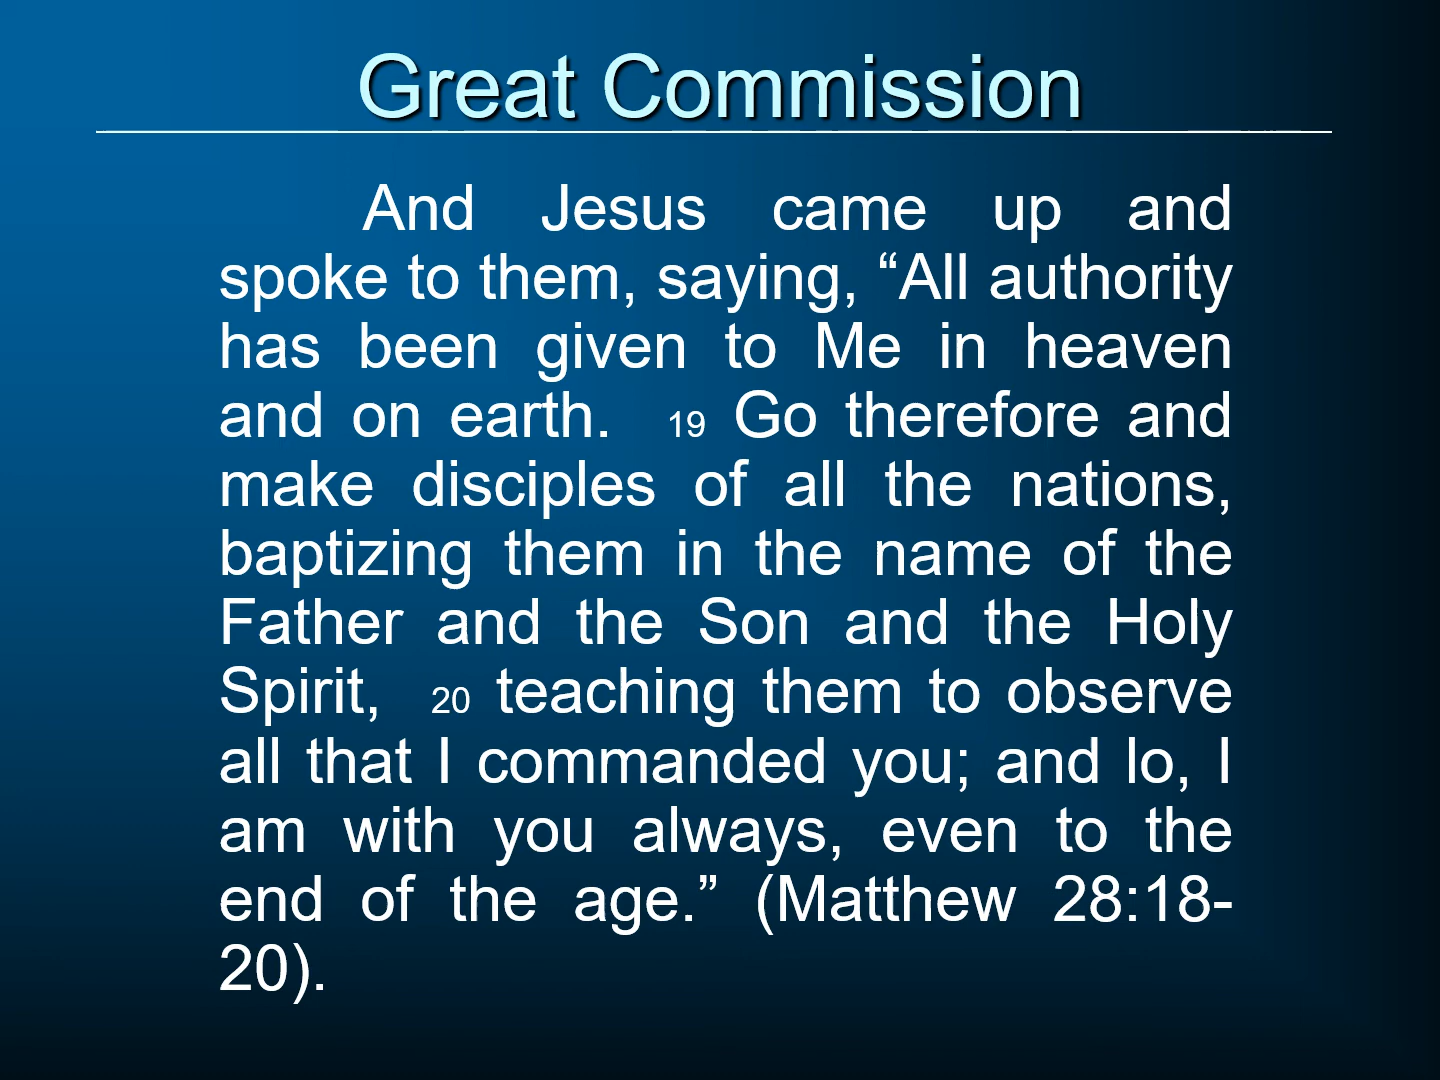 Great Commission
And Jesus came up and
spoke to them, saying, “All authority
has been given to Me in heaven
and on earth. 19 Go therefore and
make disciples of all the nations,
baptizing them in the name of the
Father and the Son and the Holy
Spirit, 20 teaching them to observe
all that I commanded you; and lo, I
am with you always, even to the
end of the age.” (Matthew 28:18-
20).